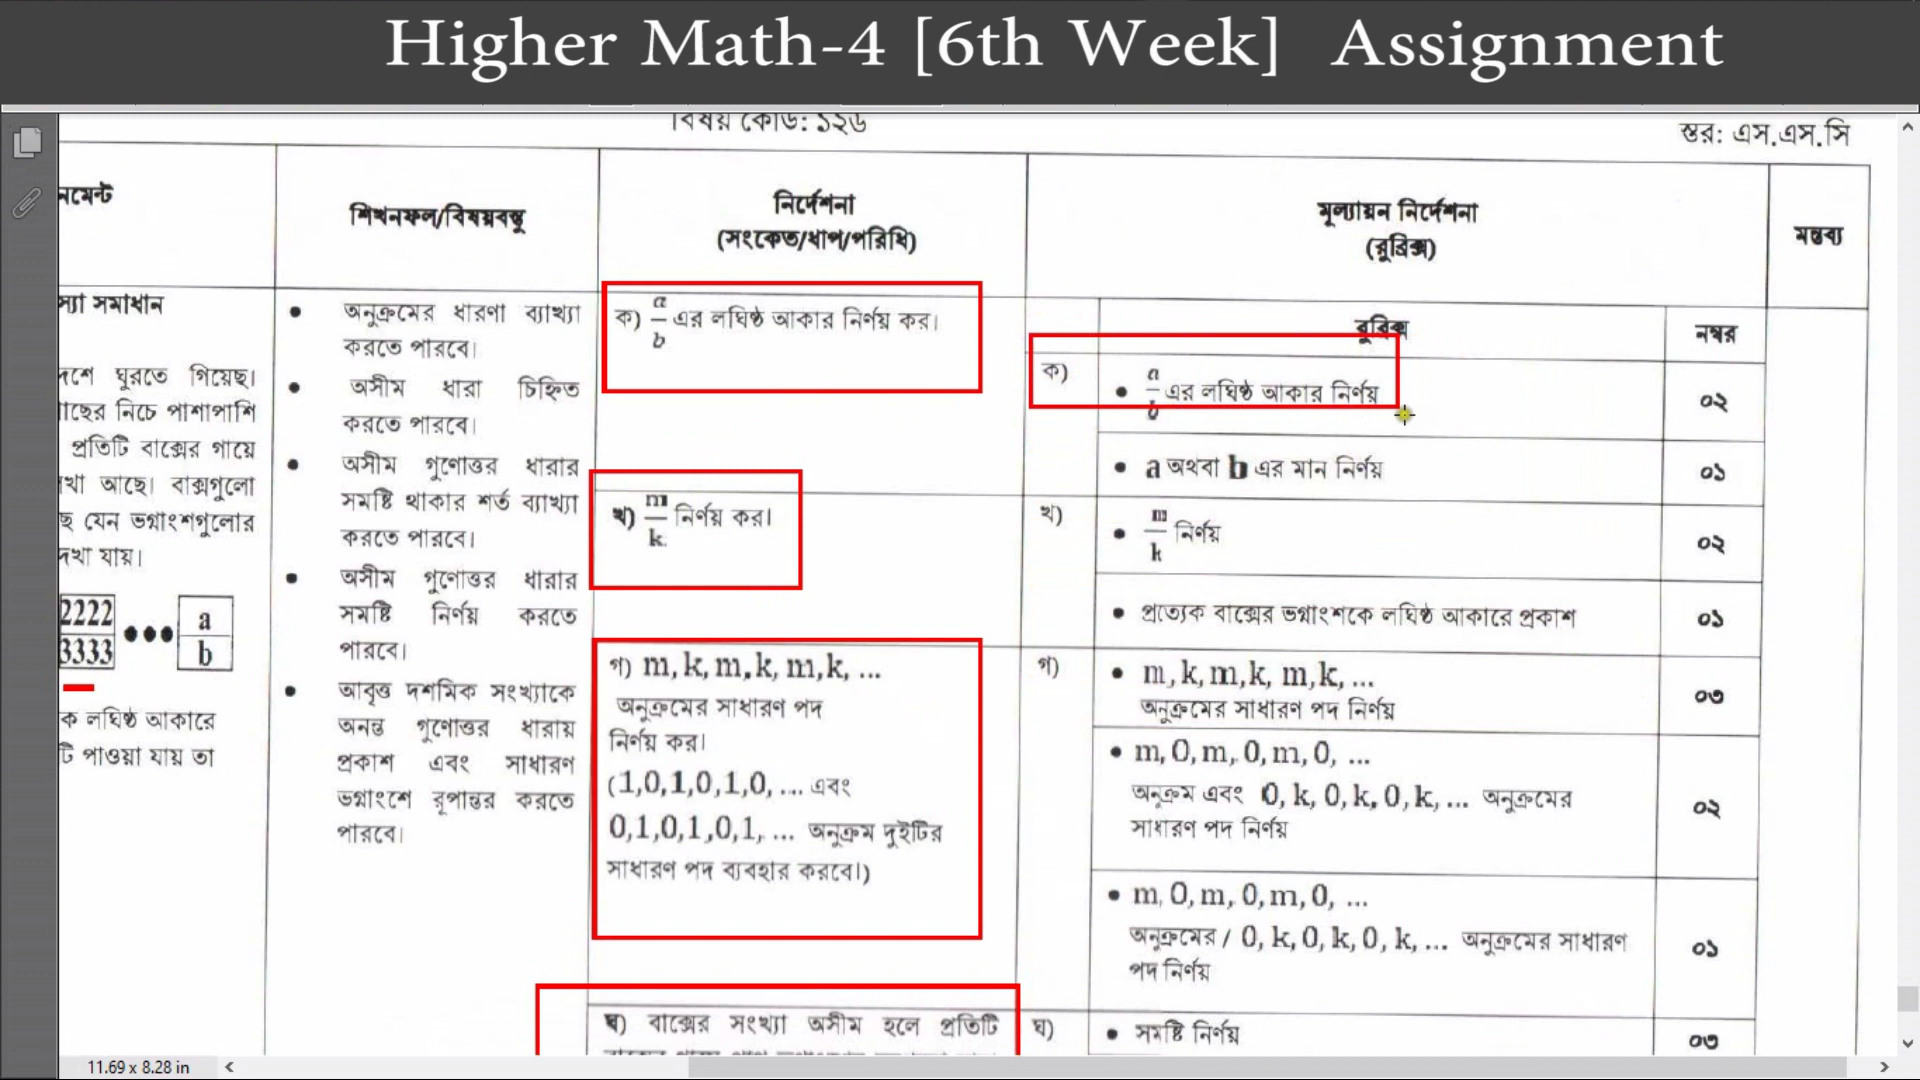 Higher Math-4 [6th Week] Assignment
বিষয় কোড: ১২৬
স্তর: এস.এস.সি
শিখনফল/বিষয়বস্তু
নির্দেশনা
(সংকেত/ধাপ/পরিধি)
মূল্যায়ন নির্দেশনা
(রুব্রিক্স)
মন্তব্য
সমাধান
ঘুরতে গিয়েছ।
নিচে পাশাপাশি
প্রতিটি বাক্সের গায়ে
আছে। বাক্সগুলো
যেন ভগ্নাংশগুলোর
যায়।
2222
3333
●●●
a
b
লঘিষ্ঠ আকারে
পাওয়া যায় তা
• অনুক্রমের ধারণা ব্যাখ্যা
করতে পারবে।
• অসীম ধারা চিহ্নিত
করতে পারবে।
• অসীম গুণোত্তর ধারার
সমষ্টি থাকার শর্ত ব্যাখ্যা
করতে পারবে।
• অসীম গুণোত্তর ধারার
সমষ্টি নির্ণয় করতে
পারবে।
• আবৃত্ত দশমিক সংখ্যাকে
অনন্ত গুণোত্তর ধারায়
প্রকাশ এবং সাধারণ
ভগ্নাংশে রূপান্তর করতে
পারবে।
ক) a/b এর লঘিষ্ঠ আকার নির্ণয় কর।
খ) m/k নির্ণয় কর।
গ) m, k, m, k, m, k, ...
অনুক্রমের সাধারণ পদ
নির্ণয় কর।
(1,0,1,0,1,0, ... এবং
0,1,0,1,0,1, ... অনুক্রম দুইটির
সাধারণ পদ ব্যবহার করবে।)
ঘ) বাক্সের সংখ্যা অসীম হলে প্রতিটি
রুব্রিক্স
নম্বর
ক)
• a/b এর লঘিষ্ঠ আকার নির্ণয়
০২
• a অথবা b এর মান নির্ণয়
০১
খ)
• m/k নির্ণয়
০২
• প্রত্যেক বাক্সের ভগ্নাংশকে লঘিষ্ঠ আকারে প্রকাশ
০১
গ)
• m, k, m, k, m, k, ...
অনুক্রমের সাধারণ পদ নির্ণয়
০৩
• m, 0, m, 0, m, 0, ...
অনুক্রম এবং 0, k, 0, k, 0, k, ... অনুক্রমের
সাধারণ পদ নির্ণয়
০২
• m, 0, m, 0, m, 0, ...
অনুক্রমের / 0, k, 0, k, 0, k, ... অনুক্রমের সাধারণ
পদ নির্ণয়
০১
ঘ)
• সমষ্টি নির্ণয়
০৩
11.69 x 8.28 in